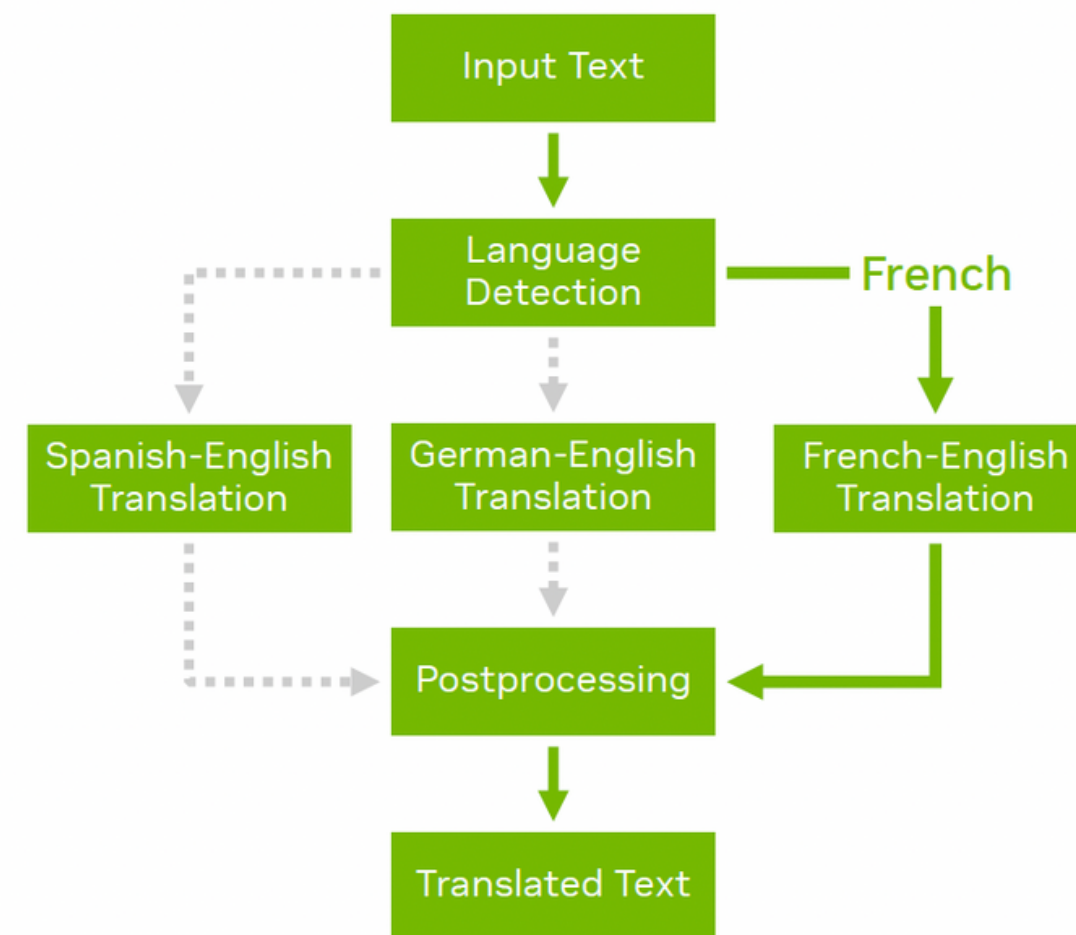 Input Text
Language
Detection
French
Spanish-English
Translation
German-English
Translation
French-English
Translation
Postprocessing
Translated Text